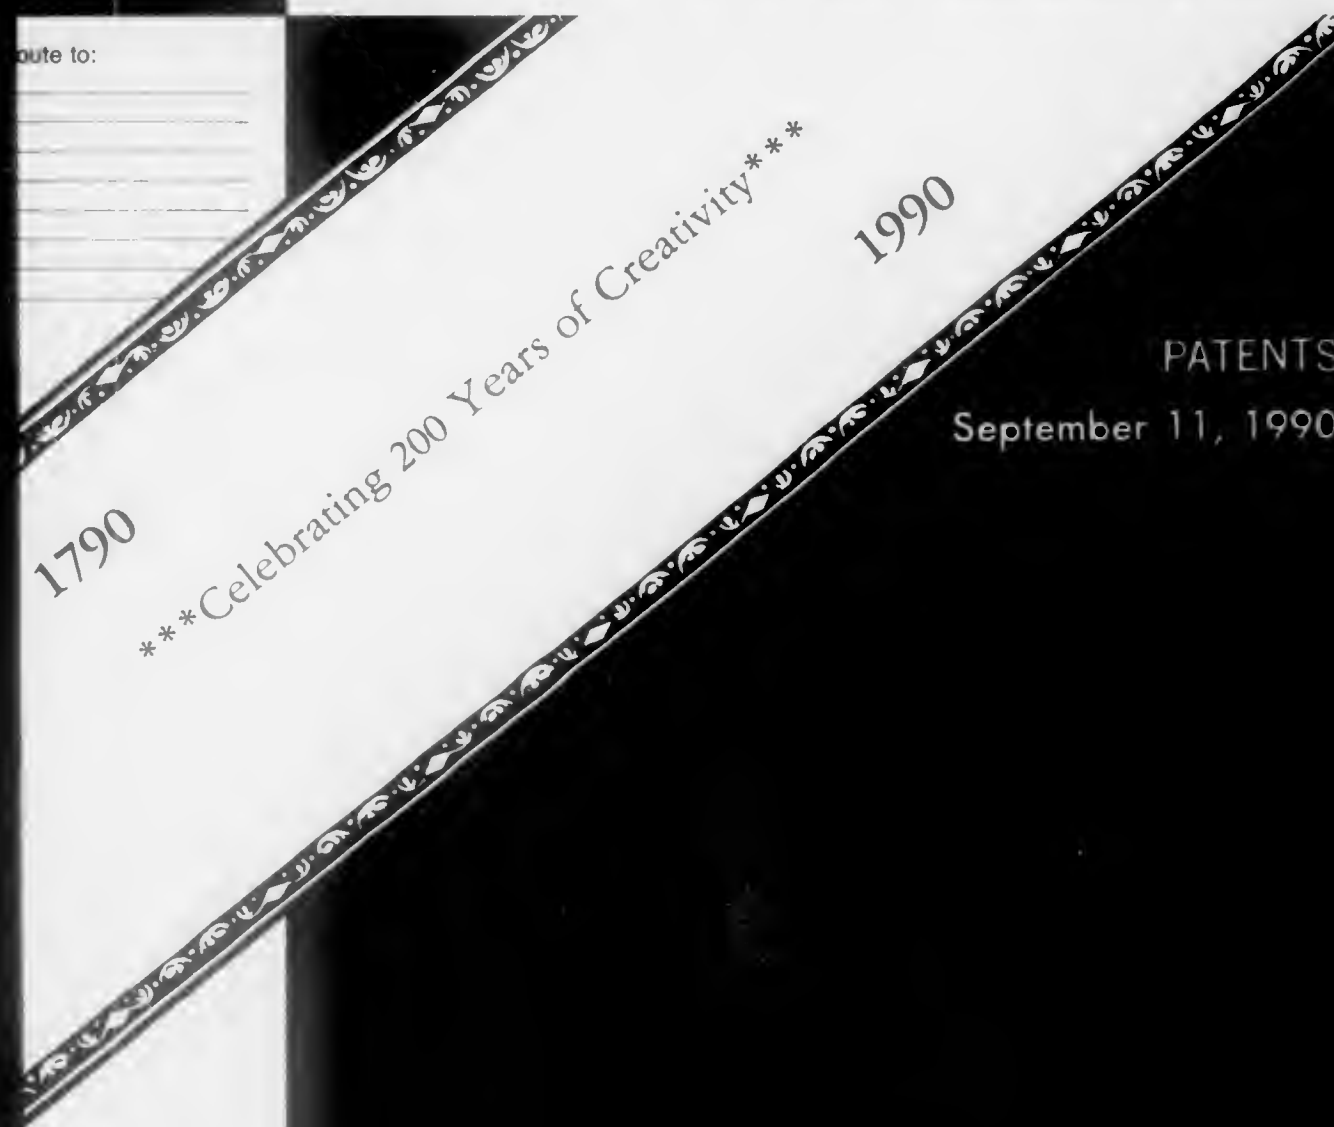 oute to:
***Celebrating 200 Years of Creativity***
1790
1990
PATENTS
September 11, 1990